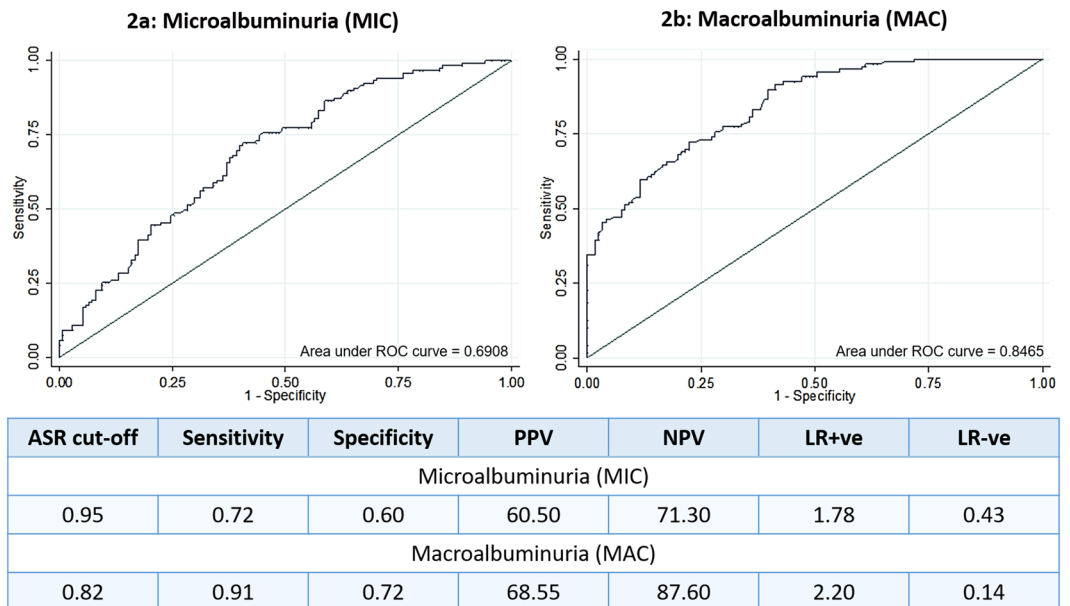 2a: Microalbuminuria (MIC)
2b: Macroalbuminuria (MAC)
Sensitivity
1.00
0.75
0.50
0.25
0.00
Area under ROC curve = 0.6908
0.00 0.25 0.50 0.75 1.00
1 - Specificity
Sensitivity
1.00
0.75
0.50
0.25
0.00
Area under ROC curve = 0.8465
0.00 0.25 0.50 0.75 1.00
1 - Specificity
ASR cut-off Sensitivity Specificity PPV NPV LR+ve LR-ve
Microalbuminuria (MIC)
0.95 0.72 0.60 60.50 71.30 1.78 0.43
Macroalbuminuria (MAC)
0.82 0.91 0.72 68.55 87.60 2.20 0.14